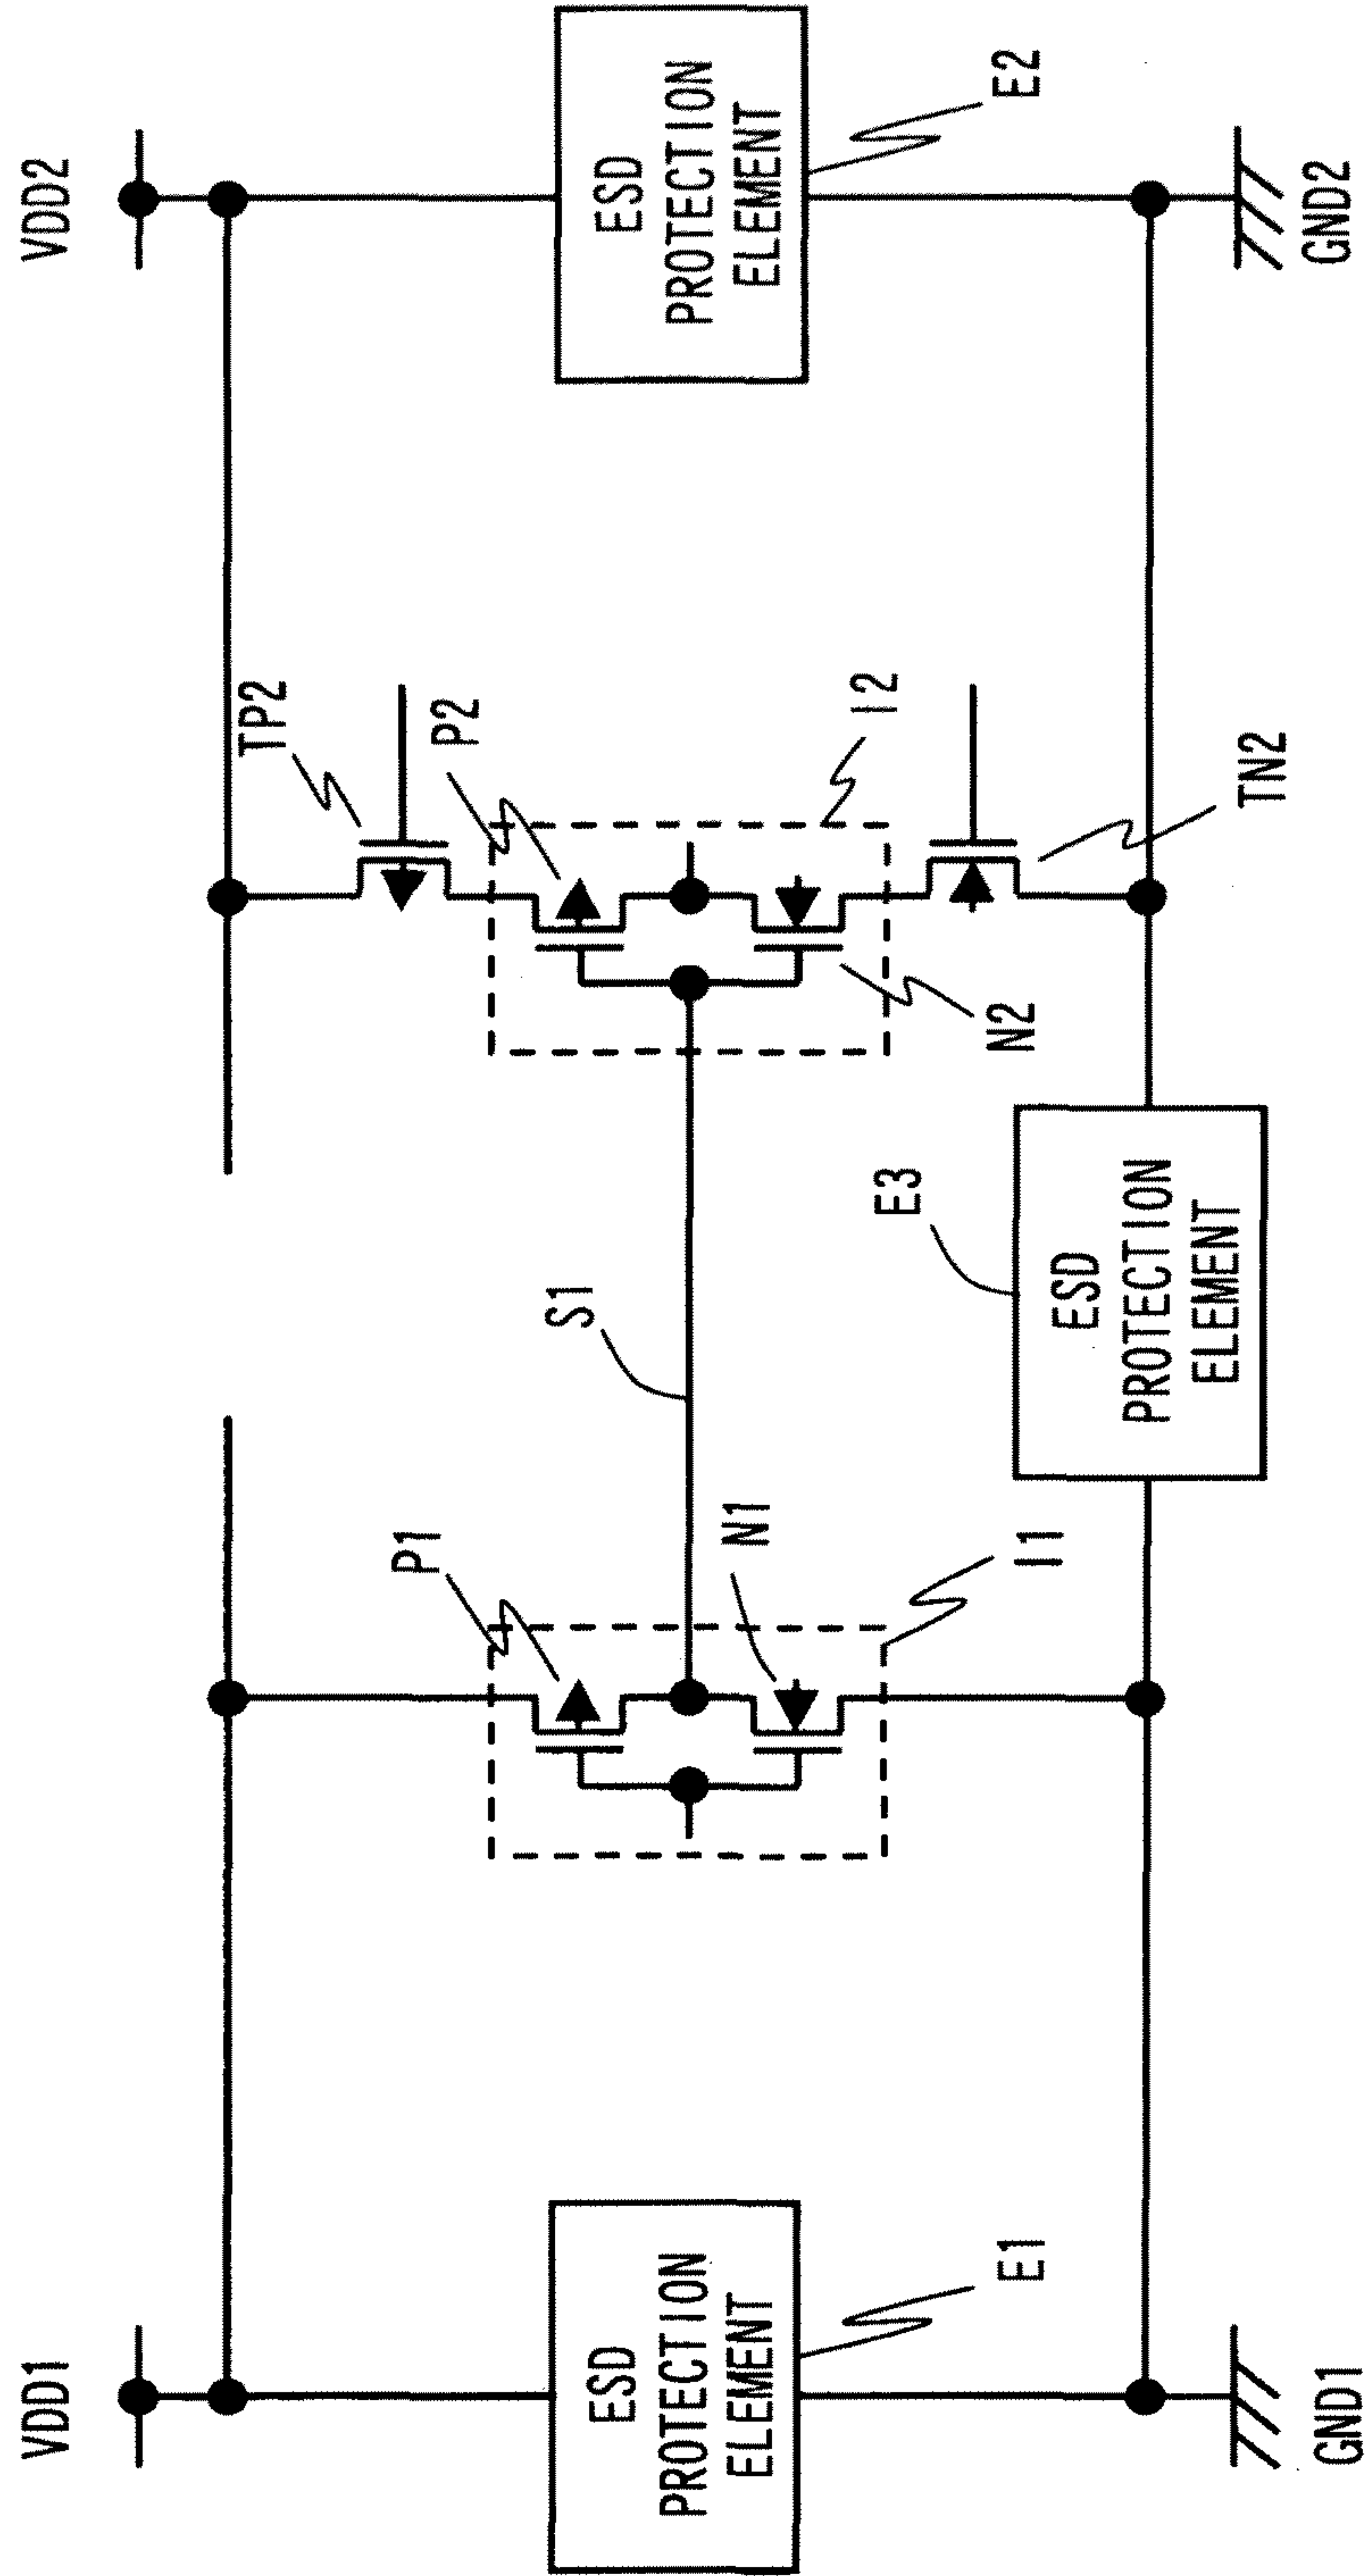 VDD1
VDD2
TP2
P1
P2
S1
ESD
PROTECTION
ELEMENT
ESD
PROTECTION
ELEMENT
N1
I2
E1
I1
E3
N2
E2
ESD
PROTECTION
ELEMENT
TN2
GND1
GND2